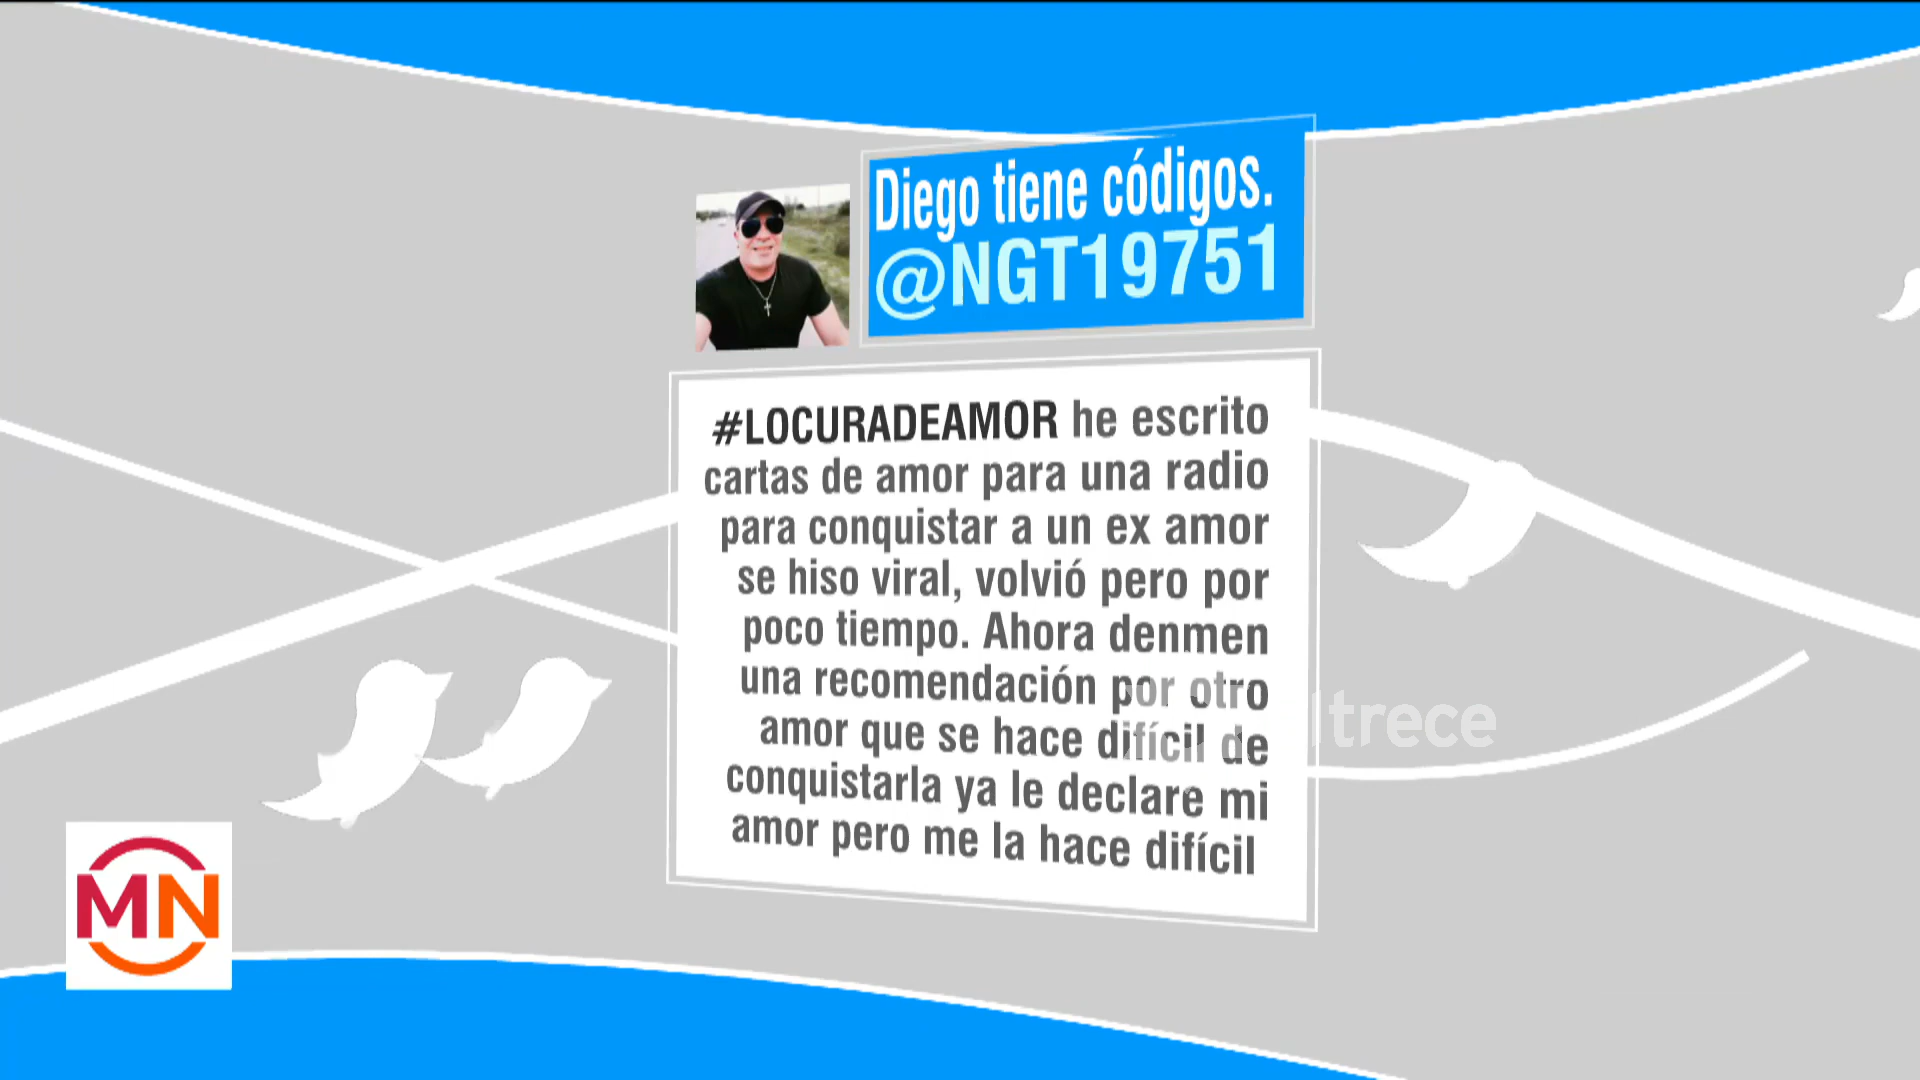 Diego tiene códigos.
@NGT19751
#LOCURADEAMOR he escrito
cartas de amor para una radio
para conquistar a un ex amor
se hiso viral, volvió pero por
poco tiempo. Ahora denmen
una recomendación por otro
amor que se hace difícil de
conquistarla ya le declare mi
amor pero me la hace difícil
eltrece
MN